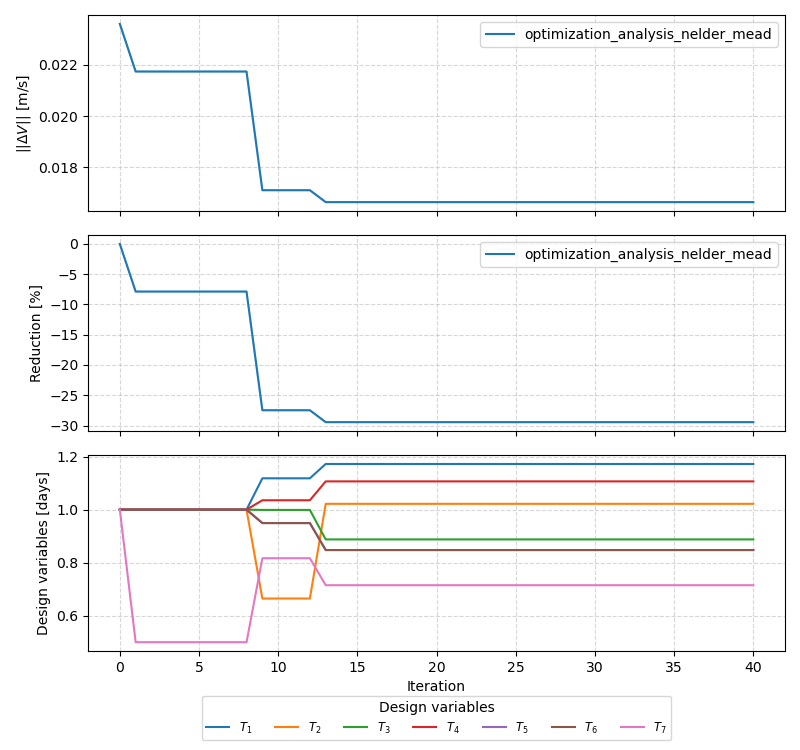 optimization_analysis_nelder_mead
||ΔV|| [m/s]
0.022
0.020
0.018
optimization_analysis_nelder_mead
Reduction [%]
0
−5
−10
−15
−20
−25
−30
Design variables [days]
1.2
1.0
0.8
0.6
0 5 10 15 20 25 30 35 40
Iteration
Design variables
T₁ T₂ T₃ T₄ T₅ T₆ T₇